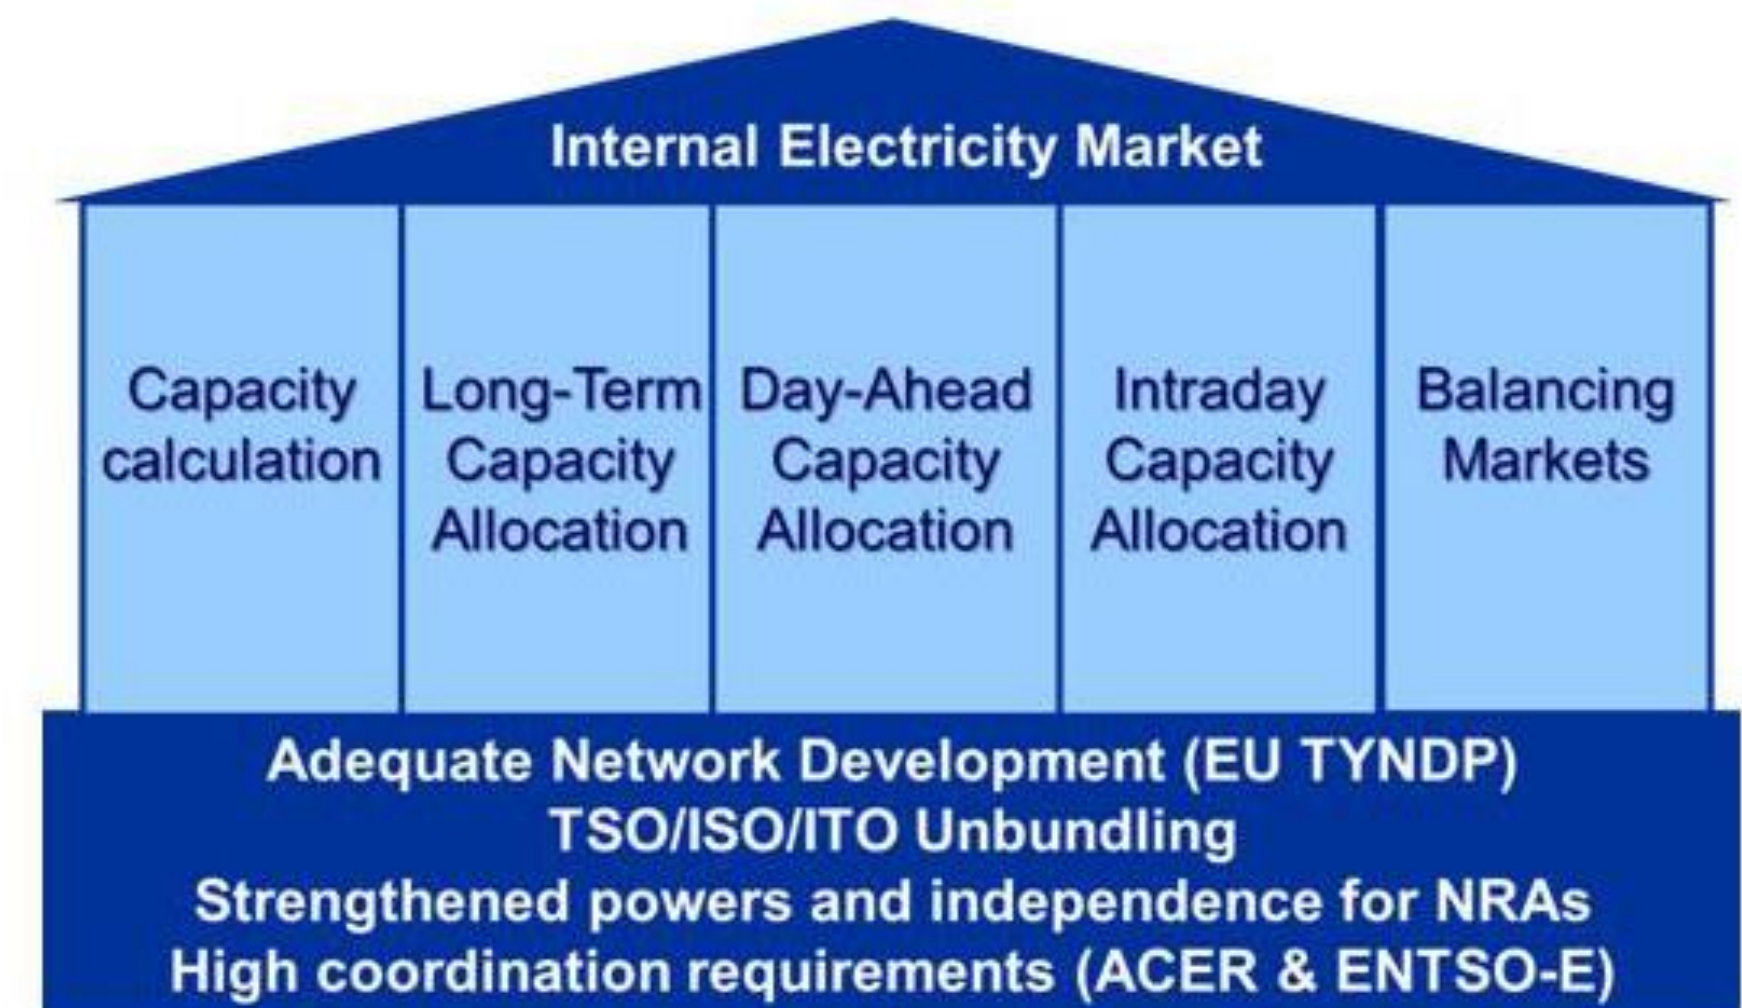 Internal Electricity Market
Capacity
calculation
Long-Term
Capacity
Allocation
Day-Ahead
Capacity
Allocation
Intraday
Capacity
Allocation
Balancing
Markets
Adequate Network Development (EU TYNDP)
TSO/ISO/ITO Unbundling
Strengthened powers and independence for NRAs
High coordination requirements (ACER & ENTSO-E)